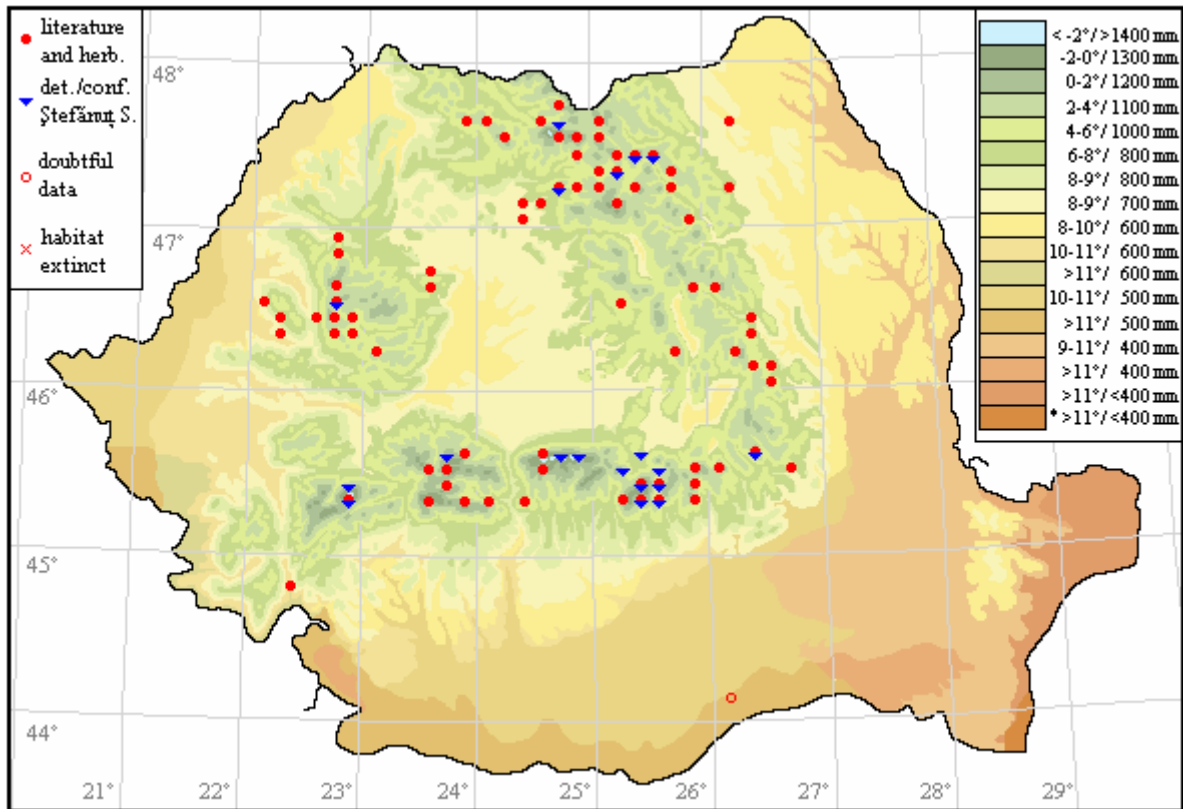 literature
and herb.
det./conf.
Ștefănuț S.
doubtful
data
habitat
extinct
< -2°/>1400 mm
-2-0°/1300 mm
0-2°/1200 mm
2-4°/1100 mm
4-6°/1000 mm
6-8°/ 800 mm
8-9°/ 800 mm
8-9°/ 700 mm
8-10°/ 600 mm
10-11°/ 600 mm
>11°/ 600 mm
10-11°/ 500 mm
>11°/ 500 mm
9-11°/ 400 mm
>11°/ 400 mm
>11°/<400 mm
* >11°/<400 mm
48°
47°
46°
45°
44°
21° 22° 23° 24° 25° 26° 27° 28° 29°